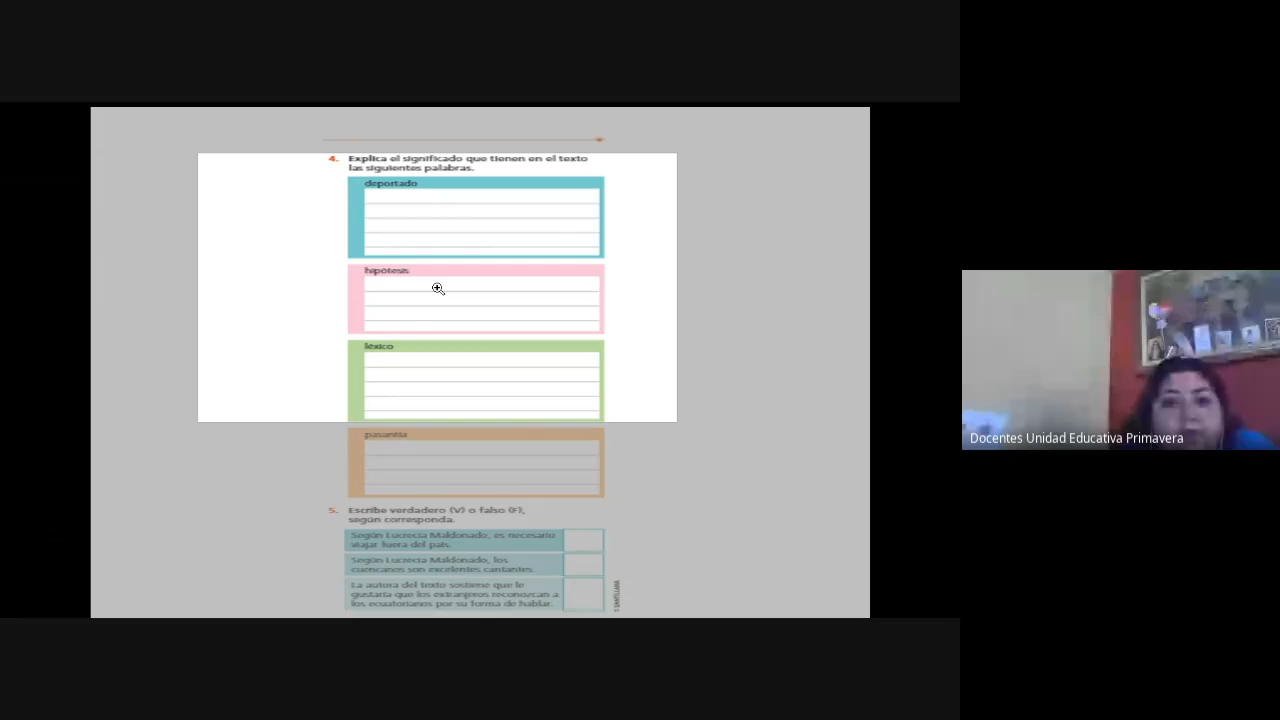 4. Explica el significado que tienen en el texto
las siguientes palabras.
deportado
hipótesis
léxico
pasantía
5. Escribe verdadero (V) o falso (F),
según corresponda.
Según Lucrecia Maldonado, es necesario
viajar fuera del país.
Según Lucrecia Maldonado, los
cuencanos son excelentes cantantes.
La autora del texto sostiene que le
gustaría que los extranjeros reconozcan a
los ecuatorianos por su forma de hablar.
Docentes Unidad Educativa Primavera